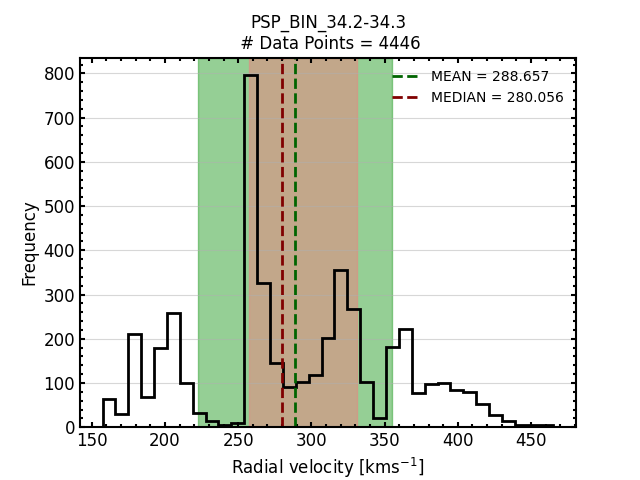 PSP_BIN_34.2-34.3
# Data Points = 4446
MEAN = 288.657
MEDIAN = 280.056
Frequency
800
700
600
500
400
300
200
100
0
150 200 250 300 350 400 450
Radial velocity [kms⁻¹]